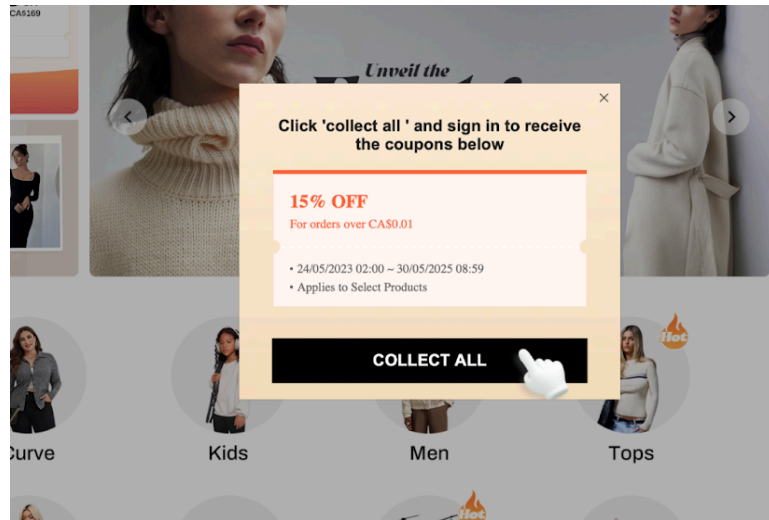 CA$169
Unveil the
Click 'collect all ' and sign in to receive
the coupons below
15% OFF
For orders over CA$0.01
• 24/05/2023 02:00 ~ 30/05/2025 08:59
• Applies to Select Products
COLLECT ALL
Hot
Curve
Kids
Men
Tops
Hot